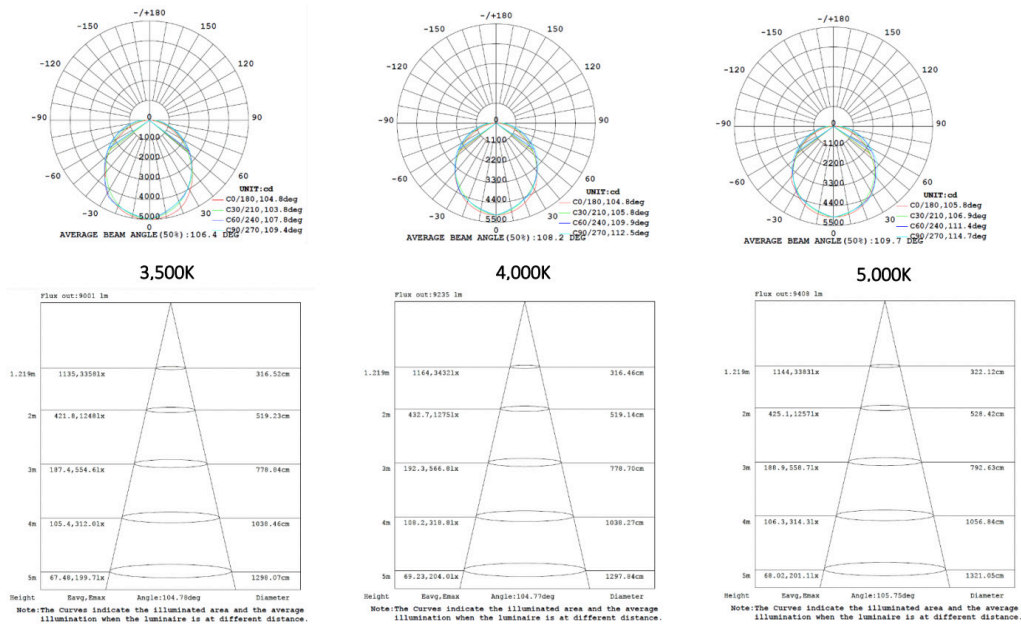 -/+180
-150 150
-120 120
-90 90
-60 60
-30 30
0
0
1000
2000
3000
4000
5000
UNIT:cd
C0/180,104.8deg
C30/210,103.8deg
C60/240,107.8deg
C90/270,109.4deg
AVERAGE BEAM ANGLE(50%):106.4 DEG
-/+180
-150 150
-120 120
-90 90
-60 60
-30 30
0
0
1100
2200
3300
4400
5500
UNIT:cd
C0/180,104.8deg
C30/210,105.8deg
C60/240,109.9deg
C90/270,112.5deg
AVERAGE BEAM ANGLE(50%):108.2 DEG
-/+180
-150 150
-120 120
-90 90
-60 60
-30 30
0
0
1100
2200
3300
4400
5500
UNIT:cd
C0/180,105.8deg
C30/210,106.9deg
C60/240,111.4deg
C90/270,114.7deg
AVERAGE BEAM ANGLE(50%):109.7 DEG
3,500K
4,000K
5,000K
Flux out:9001 lm
1.219m 1135,3358lx 316.52cm
2m 421.8,1248lx 519.23cm
3m 187.4,554.6lx 778.84cm
4m 105.4,312.0lx 1038.46cm
5m 67.48,199.7lx 1298.07cm
Height Eavg,Emax Angle:104.78deg Diameter
Note:The Curves indicate the illuminated area and the average
illumination when the luminaire is at different distance.
Flux out:9235 lm
1.219m 1164,3432lx 316.46cm
2m 432.7,1275lx 519.14cm
3m 192.3,566.8lx 778.70cm
4m 108.2,318.8lx 1038.27cm
5m 69.23,204.0lx 1297.84cm
Height Eavg,Emax Angle:104.77deg Diameter
Note:The Curves indicate the illuminated area and the average
illumination when the luminaire is at different distance.
Flux out:9408 lm
1.219m 1144,3383lx 322.12cm
2m 425.1,1257lx 528.42cm
3m 188.9,558.7lx 792.63cm
4m 106.3,314.3lx 1056.84cm
5m 68.02,201.1lx 1321.05cm
Height Eavg,Emax Angle:105.75deg Diameter
Note:The Curves indicate the illuminated area and the average
illumination when the luminaire is at different distance.